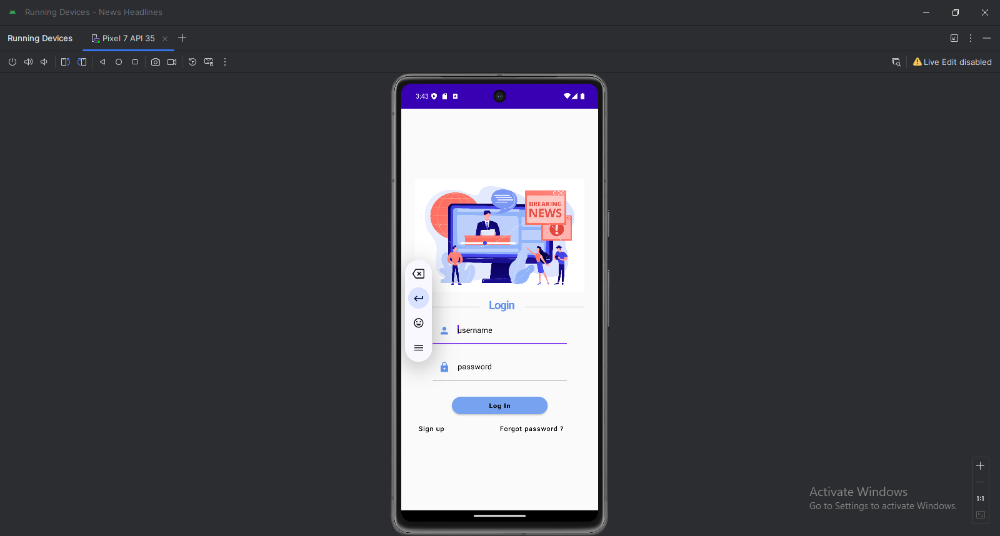 Running Devices - News Headlines
Running Devices
Pixel 7 API 35
Live Edit disabled
3:43
BREAKING
NEWS
Login
username
password
Log In
Sign up
Forgot password ?
Activate Windows
Go to Settings to activate Windows.
1:1